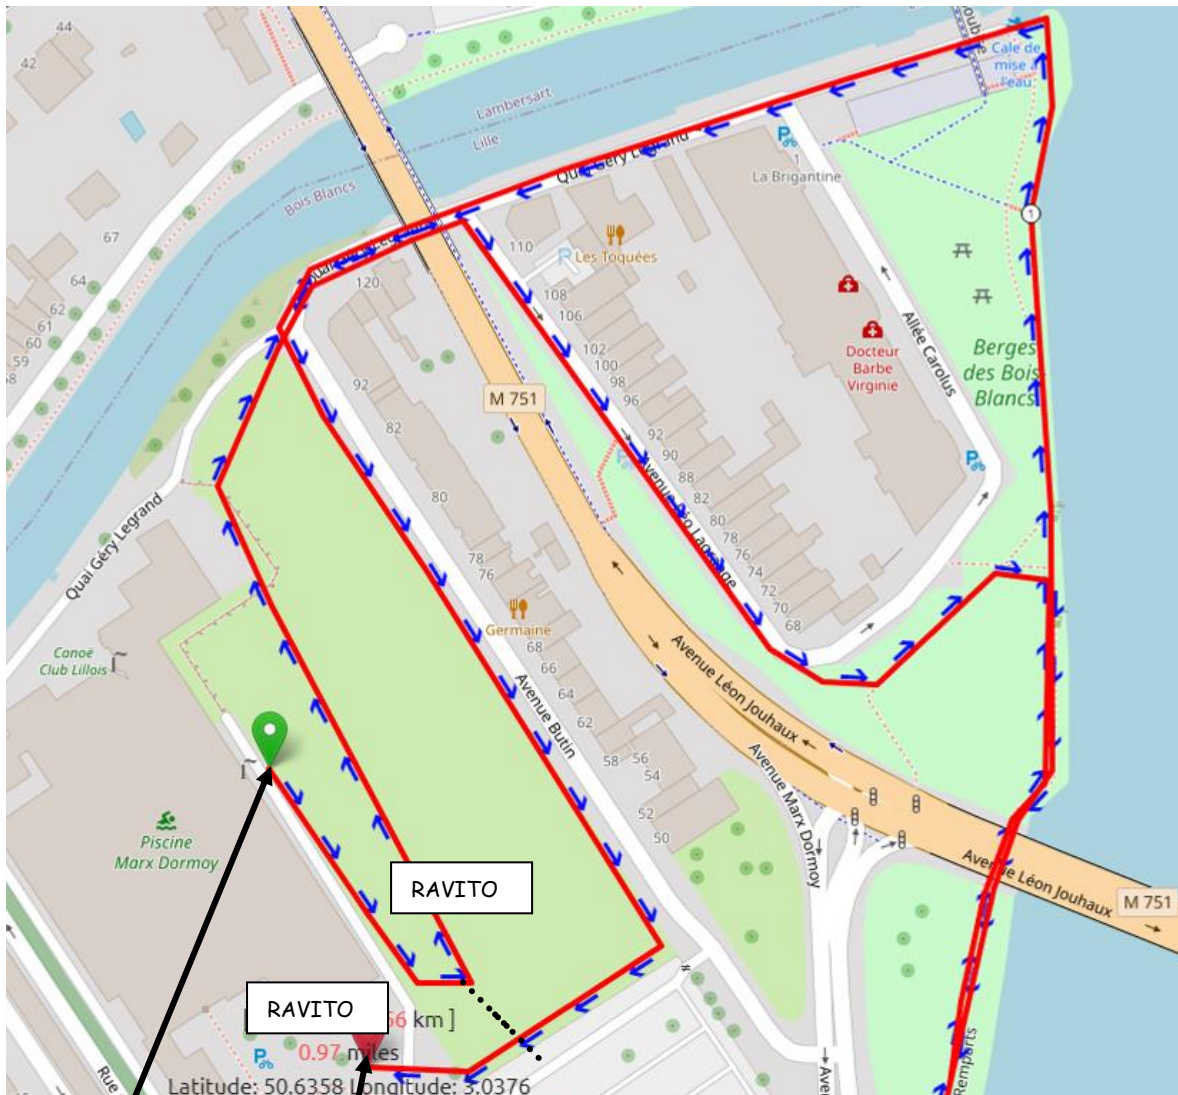 44
42
Lambersart
Lille
Bois Blancs
Cale de
mise à
l'eau
Quai Géry Legrand
1
La Brigantine
67
110
Les Toquées
1
120
64
62
61
60
59
108
106
102
100
98
96
92
Docteur
Barbe
Virginie
Allée Carolus
Berges
des Bois
Blancs
M 751
92
82
90
88
82
80
78
76
74
72
70
68
Avenue Léo Lagrange
80
Quai Géry Legrand
78
76
Germaine
68
66
64
62
58
56
54
52
50
Canoë
Club Lillois
Avenue Butin
Avenue Léon Jouhaux
Avenue Marx Dormoy
Piscine
Marx Dormoy
Avenue Léon Jouhaux
M 751
RAVITO
RAVITO
56 km ]
0.97 miles
Latitude: 50.6358 Longitude: 3.0376
Rue
Remparts